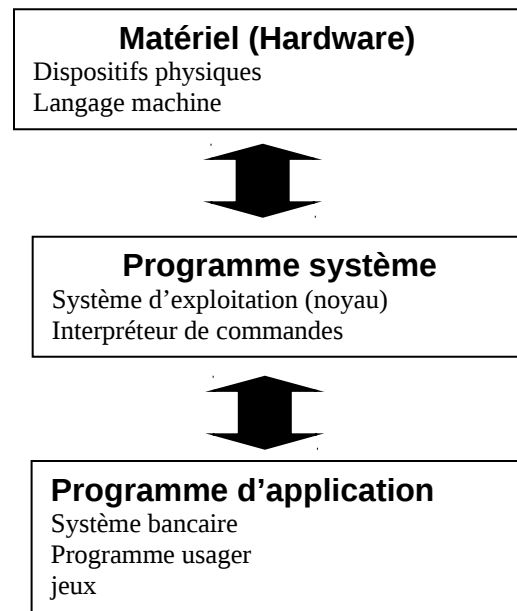 Matériel (Hardware)
Dispositifs physiques
Langage machine
Programme système
Système d’exploitation (noyau)
Interpréteur de commandes
Programme d’application
Système bancaire
Programme usager
jeux